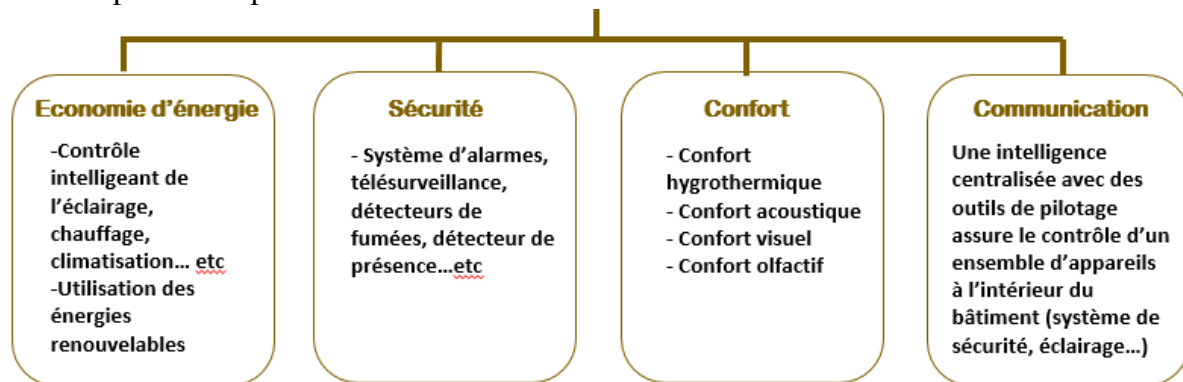 Economie d'énergie
-Contrôle
intelligeant de
l'éclairage,
chauffage,
climatisation... etc
-Utilisation des
énergies
renouvelables
Sécurité
- Système d'alarmes,
télésurveillance,
détecteurs de
fumées, détecteur de
présence...etc
Confort
- Confort
hygrothermique
- Confort acoustique
- Confort visuel
- Confort olfactif
Communication
Une intelligence
centralisée avec des
outils de pilotage
assure le contrôle d'un
ensemble d'appareils
à l'intérieur du
bâtiment (système de
sécurité, éclairage...)